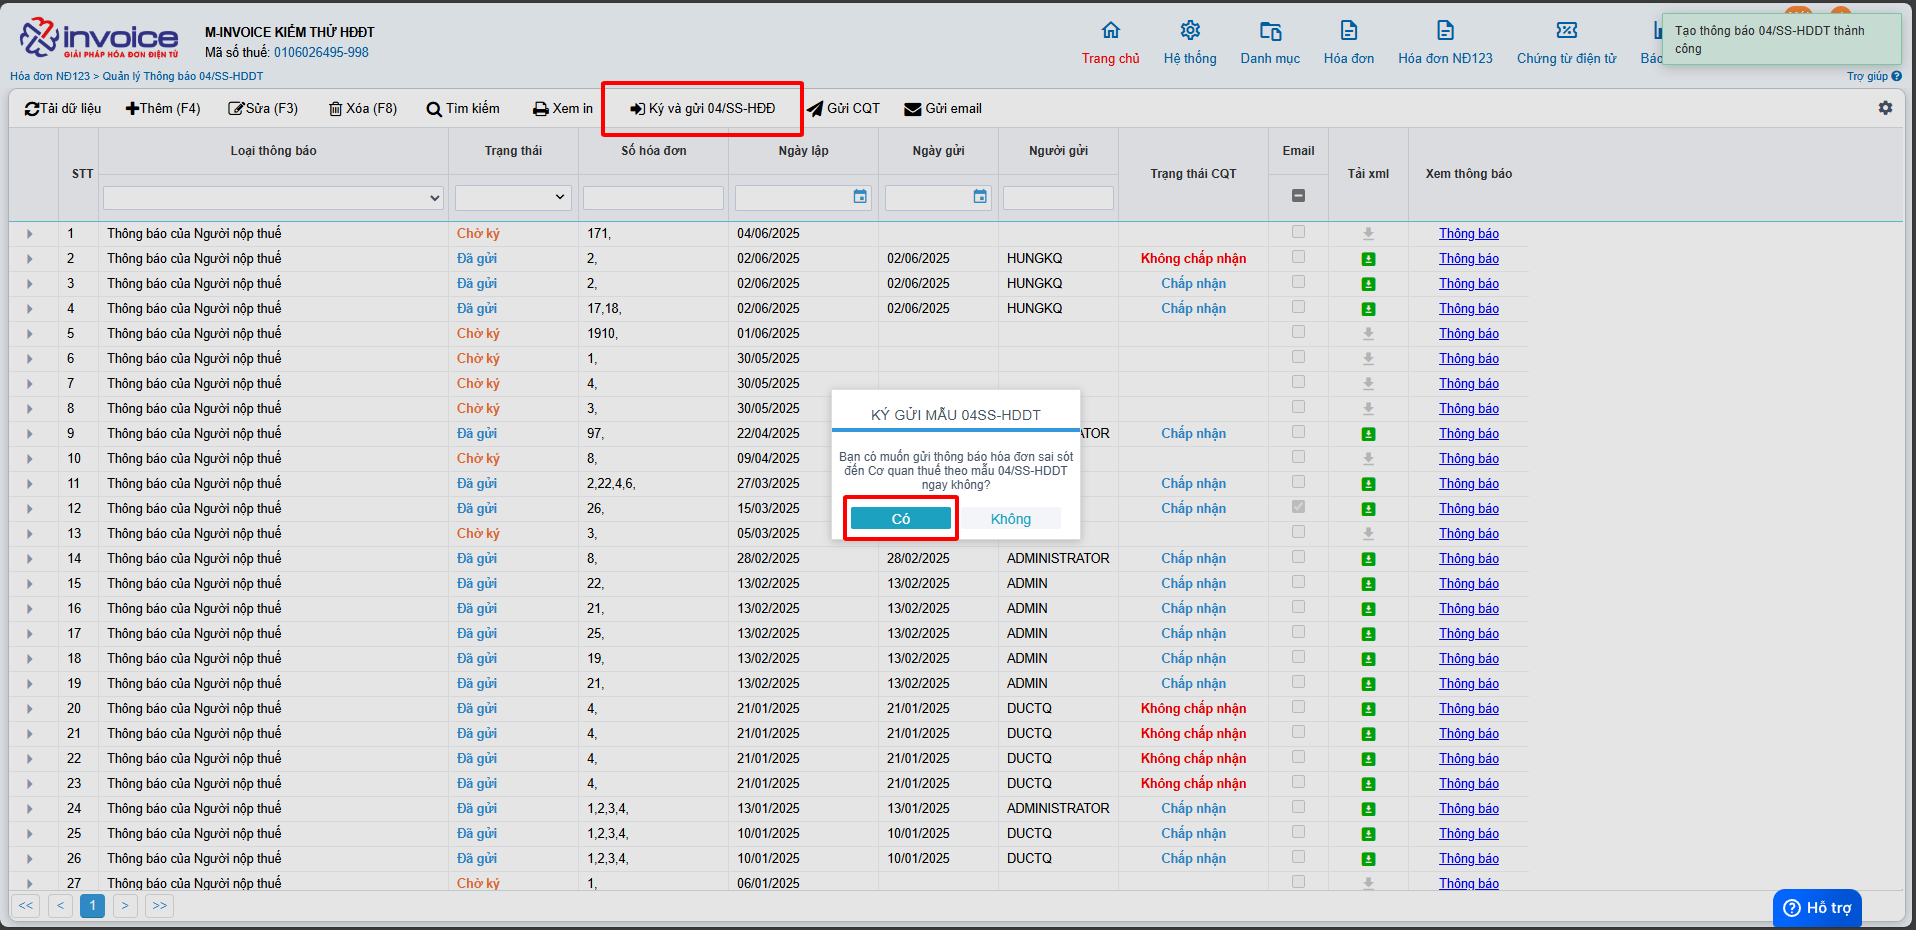 invoice
GIẢI PHÁP HÓA ĐƠN ĐIỆN TỬ
M-INVOICE KIỂM THỬ HĐĐT
Mã số thuế: 0106026495-998
Trang chủ
Hệ thống
Danh mục
Hóa đơn
Hóa đơn NĐ123
Chứng từ điện tử
Báo
Tạo thông báo 04/SS-HDDT thành
công
Hóa đơn NĐ123 > Quản lý Thông báo 04/SS-HDDT
Trợ giúp
Tải dữ liệu Thêm (F4) Sửa (F3) Xóa (F8) Tìm kiếm Xem in Ký và gửi 04/SS-HĐĐ Gửi CQT Gửi email
STT Loại thông báo Trạng thái Số hóa đơn Ngày lập Ngày gửi Người gửi Trạng thái CQT Email Tải xml Xem thông báo
1 Thông báo của Người nộp thuế Chờ ký 171, 04/06/2025 Thông báo
2 Thông báo của Người nộp thuế Đã gửi 2, 02/06/2025 02/06/2025 HUNGKQ Không chấp nhận Thông báo
3 Thông báo của Người nộp thuế Đã gửi 2, 02/06/2025 02/06/2025 HUNGKQ Chấp nhận Thông báo
4 Thông báo của Người nộp thuế Đã gửi 17,18, 02/06/2025 02/06/2025 HUNGKQ Chấp nhận Thông báo
5 Thông báo của Người nộp thuế Chờ ký 1910, 01/06/2025 Thông báo
6 Thông báo của Người nộp thuế Chờ ký 1, 30/05/2025 Thông báo
7 Thông báo của Người nộp thuế Chờ ký 4, 30/05/2025 Thông báo
8 Thông báo của Người nộp thuế Chờ ký 3, 30/05/2025 Thông báo
9 Thông báo của Người nộp thuế Đã gửi 97, 22/04/2025 ATOR Chấp nhận Thông báo
10 Thông báo của Người nộp thuế Chờ ký 8, 09/04/2025 Thông báo
11 Thông báo của Người nộp thuế Đã gửi 2,22,4,6, 27/03/2025 Chấp nhận Thông báo
12 Thông báo của Người nộp thuế Đã gửi 26, 15/03/2025 Chấp nhận Thông báo
13 Thông báo của Người nộp thuế Chờ ký 3, 05/03/2025 Thông báo
14 Thông báo của Người nộp thuế Đã gửi 8, 28/02/2025 28/02/2025 ADMINISTRATOR Chấp nhận Thông báo
15 Thông báo của Người nộp thuế Đã gửi 22, 13/02/2025 13/02/2025 ADMIN Chấp nhận Thông báo
16 Thông báo của Người nộp thuế Đã gửi 21, 13/02/2025 13/02/2025 ADMIN Chấp nhận Thông báo
17 Thông báo của Người nộp thuế Đã gửi 25, 13/02/2025 13/02/2025 ADMIN Chấp nhận Thông báo
18 Thông báo của Người nộp thuế Đã gửi 19, 13/02/2025 13/02/2025 ADMIN Chấp nhận Thông báo
19 Thông báo của Người nộp thuế Đã gửi 21, 13/02/2025 13/02/2025 ADMIN Chấp nhận Thông báo
20 Thông báo của Người nộp thuế Đã gửi 4, 21/01/2025 21/01/2025 DUCTQ Không chấp nhận Thông báo
21 Thông báo của Người nộp thuế Đã gửi 4, 21/01/2025 21/01/2025 DUCTQ Không chấp nhận Thông báo
22 Thông báo của Người nộp thuế Đã gửi 4, 21/01/2025 21/01/2025 DUCTQ Không chấp nhận Thông báo
23 Thông báo của Người nộp thuế Đã gửi 4, 21/01/2025 21/01/2025 DUCTQ Không chấp nhận Thông báo
24 Thông báo của Người nộp thuế Đã gửi 1,2,3,4, 13/01/2025 13/01/2025 ADMINISTRATOR Chấp nhận Thông báo
25 Thông báo của Người nộp thuế Đã gửi 1,2,3,4, 10/01/2025 10/01/2025 DUCTQ Chấp nhận Thông báo
26 Thông báo của Người nộp thuế Đã gửi 1,2,3,4, 10/01/2025 10/01/2025 DUCTQ Chấp nhận Thông báo
27 Thông báo của Người nộp thuế Chờ ký 1, 06/01/2025 Thông báo
KÝ GỬI MẪU 04SS-HDDT
Bạn có muốn gửi thông báo hóa đơn sai sót
đến Cơ quan thuế theo mẫu 04/SS-HDDT
ngay không?
Có Không
<< < 1 > >>
Hỗ trợ